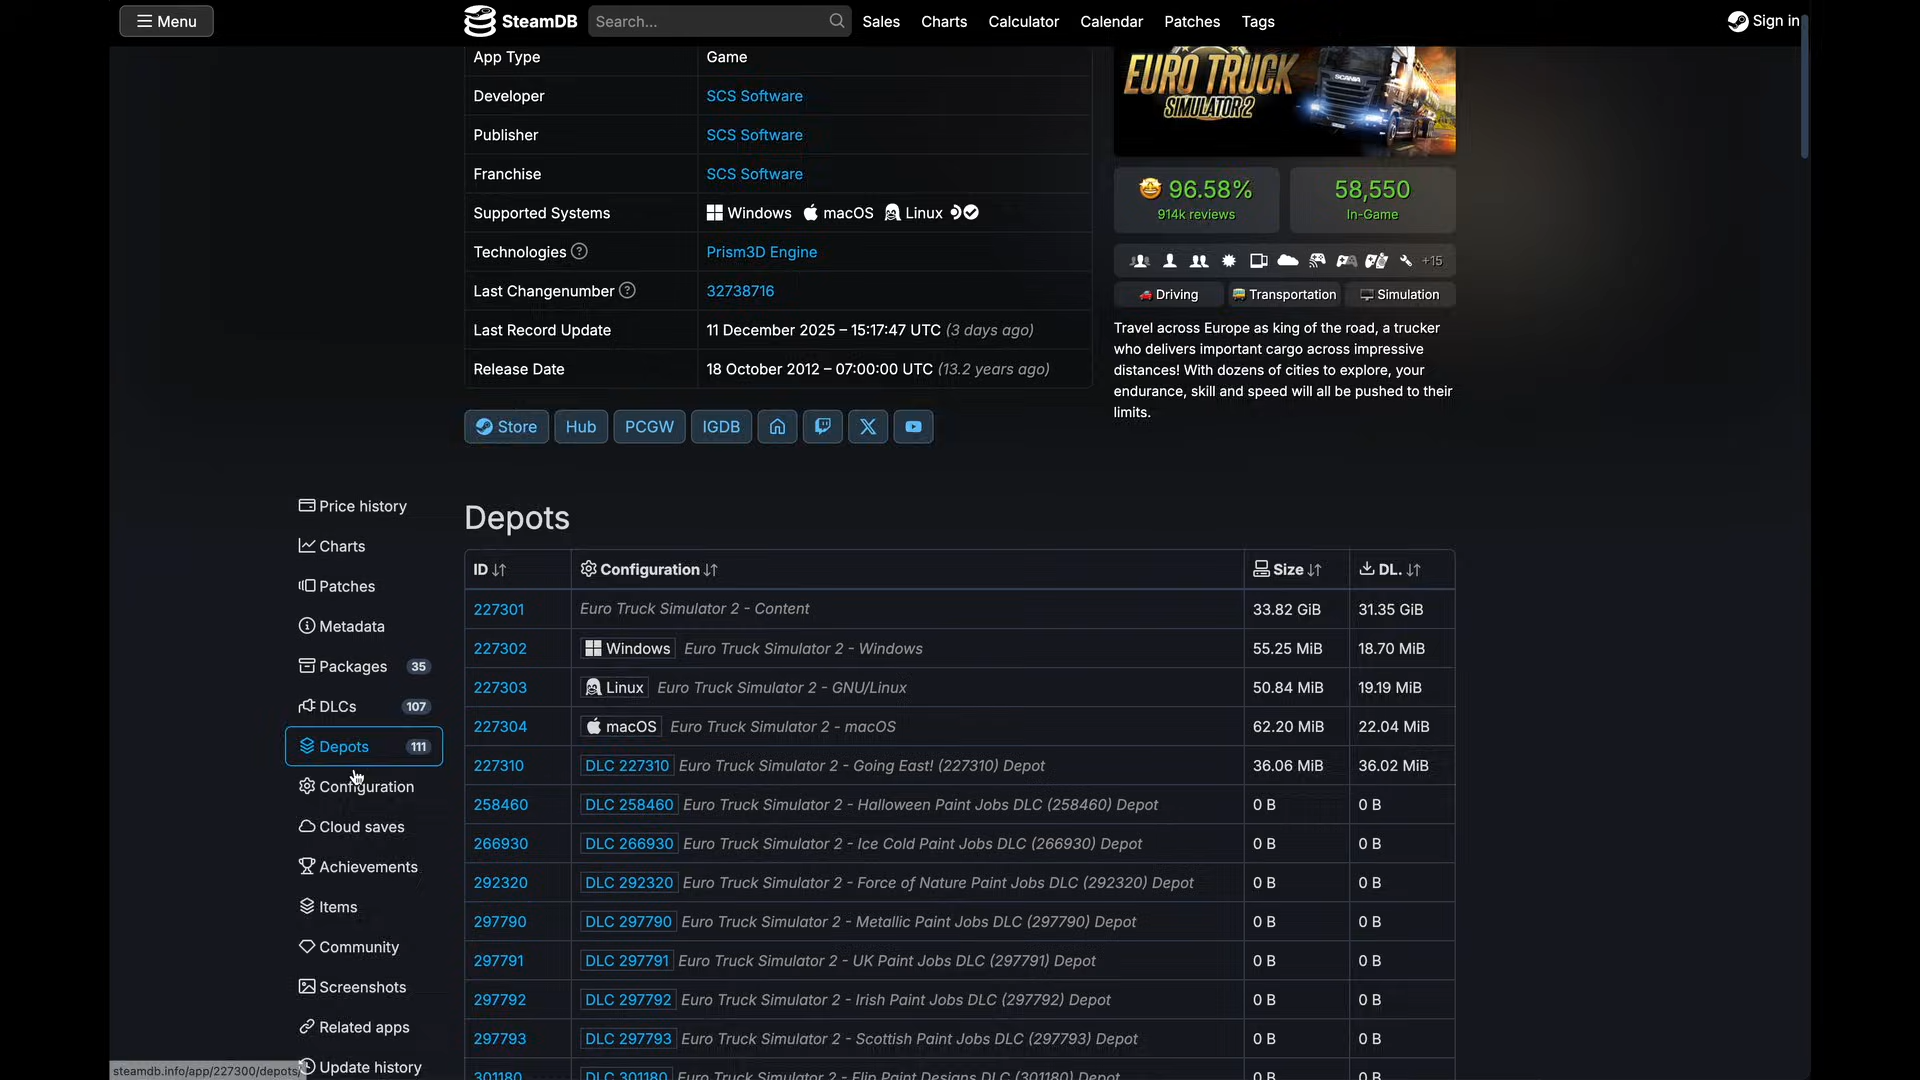 Menu
SteamDB
Search...
Sales
Charts
Calculator
Calendar
Patches
Tags
Sign in
App Type Game
Developer SCS Software
Publisher SCS Software
Franchise SCS Software
Supported Systems Windows macOS Linux
Technologies ? Prism3D Engine
Last Changenumber ? 32738716
Last Record Update 11 December 2025 – 15:17:47 UTC (3 days ago)
Release Date 18 October 2012 – 07:00:00 UTC (13.2 years ago)
EURO TRUCK
SIMULATOR 2
SCANIA
96.58%
914k reviews
58,550
In-Game
+15
Driving
Transportation
Simulation
Travel across Europe as king of the road, a trucker
who delivers important cargo across impressive
distances! With dozens of cities to explore, your
endurance, skill and speed will all be pushed to their
limits.
Store
Hub
PCGW
IGDB
Price history
Charts
Patches
Metadata
Packages 35
DLCs 107
Depots 111
Configuration
Cloud saves
Achievements
Items
Community
Screenshots
Related apps
Update history
Depots
ID Configuration Size DL.
227301 Euro Truck Simulator 2 - Content 33.82 GiB 31.35 GiB
227302 Windows Euro Truck Simulator 2 - Windows 55.25 MiB 18.70 MiB
227303 Linux Euro Truck Simulator 2 - GNU/Linux 50.84 MiB 19.19 MiB
227304 macOS Euro Truck Simulator 2 - macOS 62.20 MiB 22.04 MiB
227310 DLC 227310 Euro Truck Simulator 2 - Going East! (227310) Depot 36.06 MiB 36.02 MiB
258460 DLC 258460 Euro Truck Simulator 2 - Halloween Paint Jobs DLC (258460) Depot 0 B 0 B
266930 DLC 266930 Euro Truck Simulator 2 - Ice Cold Paint Jobs DLC (266930) Depot 0 B 0 B
292320 DLC 292320 Euro Truck Simulator 2 - Force of Nature Paint Jobs DLC (292320) Depot 0 B 0 B
297790 DLC 297790 Euro Truck Simulator 2 - Metallic Paint Jobs DLC (297790) Depot 0 B 0 B
297791 DLC 297791 Euro Truck Simulator 2 - UK Paint Jobs DLC (297791) Depot 0 B 0 B
297792 DLC 297792 Euro Truck Simulator 2 - Irish Paint Jobs DLC (297792) Depot 0 B 0 B
297793 DLC 297793 Euro Truck Simulator 2 - Scottish Paint Jobs DLC (297793) Depot 0 B 0 B
301180 DLC 301180 Euro Truck Simulator 2 - Flip Paint Designs DLC (301180) Depot 0 B 0 B
steamdb.info/app/227300/depots/